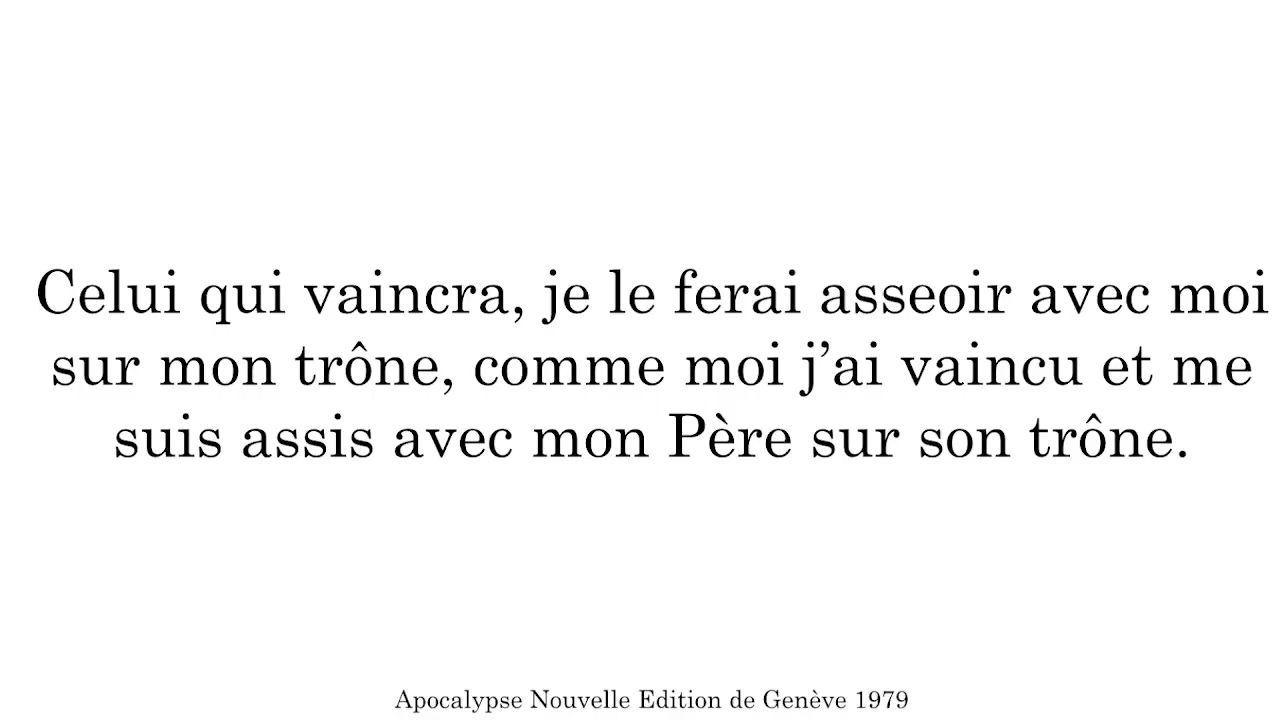 Celui qui vaincra, je le ferai asseoir avec moi
sur mon trône, comme moi j’ai vaincu et me
suis assis avec mon Père sur son trône.
Apocalypse Nouvelle Edition de Genève 1979